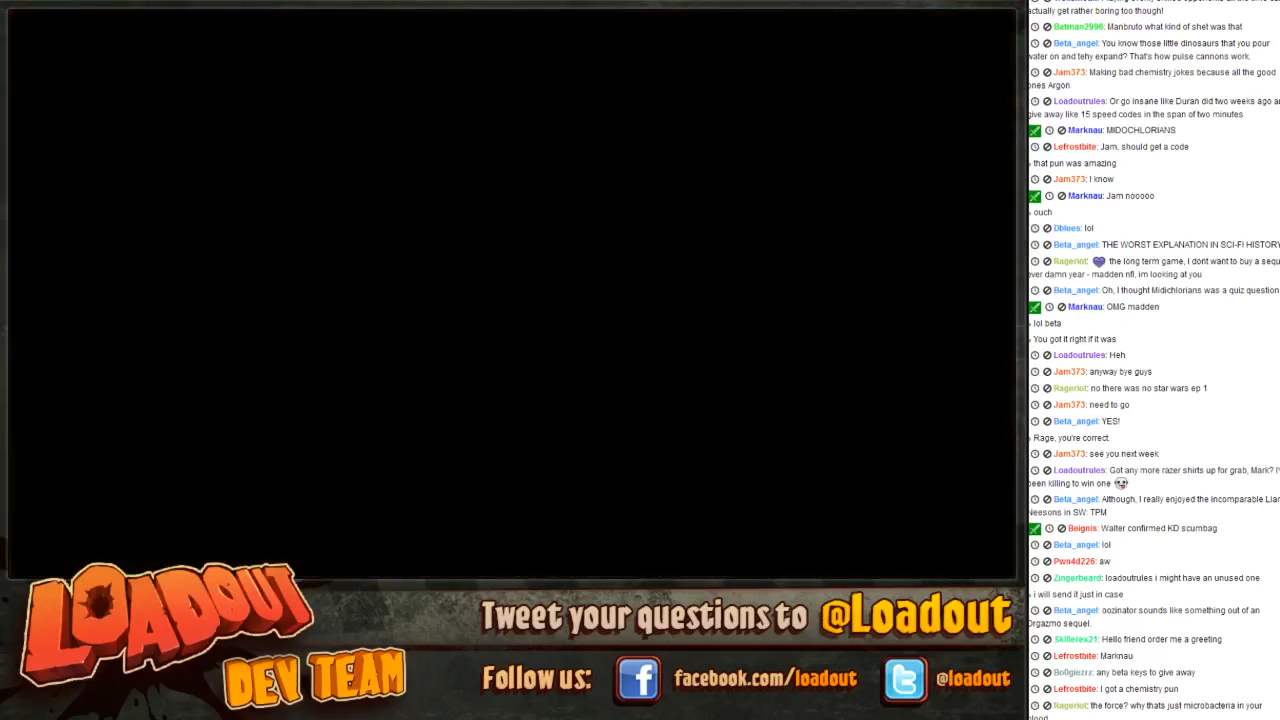 actually get rather boring too though!
Batman2996: Manbruto what kind of shet was that
Beta_angel: You know those little dinosaurs that you pour
water on and tehy expand? That's how pulse cannons work.
Jam373: Making bad chemistry jokes because all the good
ones Argon
Loadoutrules: Or go insane like Duran did two weeks ago
give away like 15 speed codes in the span of two minutes
Marknau: MIDOCHLORIANS
Lefrostbite: Jam, should get a code
that pun was amazing
Jam373: I know
Marknau: Jam nooooo
ouch
Dblues: lol
Beta_angel: THE WORST EXPLANATION IN SCI-FI HISTORY
Rageriot: the long term game, I dont want to buy a
ever damn year - madden nfl, im looking at you
Beta_angel: Oh, I thought Midichlorians was a quiz question
Marknau: OMG madden
lol beta
You got it right if it was
Loadoutrules: Heh
Jam373: anyway bye guys
Rageriot: no there was no star wars ep 1
Jam373: need to go
Beta_angel: YES!
Rage, you're correct.
Jam373: see you next week
Loadoutrules: Got any more razer shirts up for grab, Mark?
been killing to win one
Beta_angel: Although, I really enjoyed the incomparable
Neesons in SW: TPM
Beignis: Walter confirmed KD scumbag
Beta_angel: lol
Pwn4d226: aw
Zingerbeard: loadoutrules i might have an unused one
i will send it just in case
Beta_angel: oozinator sounds like something out of an
Orgazmo sequel.
Skillerex21: Hello friend order me a greeting
Lefrostbite: Marknau
Bo0giezrz: any beta keys to give away
Lefrostbite: I got a chemistry pun
Rageriot: the force? why thats just microbacteria in your
blood
LOADOUT
DEV TEAM
Tweet your questions to @Loadout
Follow us: facebook.com/loadout @loadout